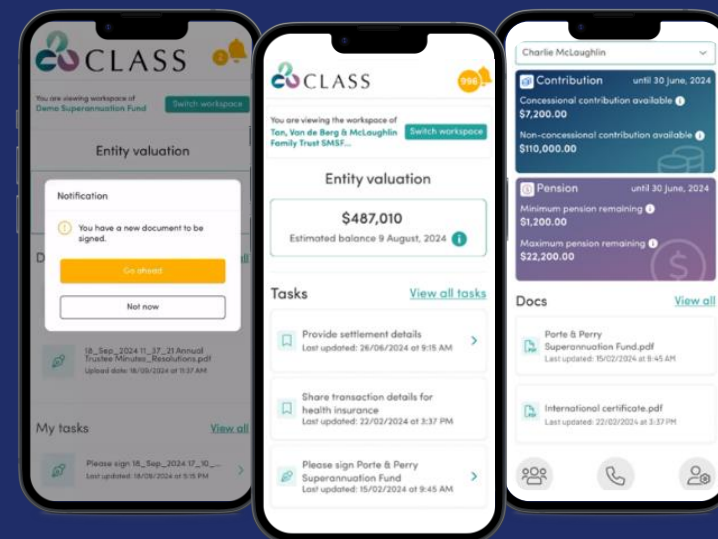 CLASS
2
You are viewing workspace of
Demo Superannuation Fund
Switch workspace
Entity valuation
Notification
You have a new document to be
signed.
Go ahead
Not now
18_Sep_2024 11_37_21 Annual
Trustee Minutes_Resolutions.pdf
Upload date: 18/09/2024 at 11:37 AM
My tasks
View all
Please sign 18_Sep_2024 17_10_...
Last updated: 18/09/2024 at 5:15 PM
CLASS
996
You are viewing the workspace of
Tan, Van de Berg & McLaughlin
Family Trust SMSF...
Switch workspace
Entity valuation
$487,010
Estimated balance 9 August, 2024
Tasks
View all tasks
Provide settlement details
Last updated: 26/06/2024 at 9:15 AM
Share transaction details for
health insurance
Last updated: 22/02/2024 at 3:37 PM
Please sign Porte & Perry
Superannuation Fund
Last updated: 15/02/2024 at 9:45 AM
Charlie McLaughlin
Contribution until 30 June, 2024
Concessional contribution available
$7,200.00
Non-concessional contribution available
$110,000.00
Pension until 30 June, 2024
Minimum pension remaining
$1,200.00
Maximum pension remaining
$22,200.00
Docs
View all
Porte & Perry
Superannuation Fund.pdf
Last updated: 15/02/2024 at 9:45 AM
International certificate.pdf
Last updated: 22/02/2024 at 3:37 PM